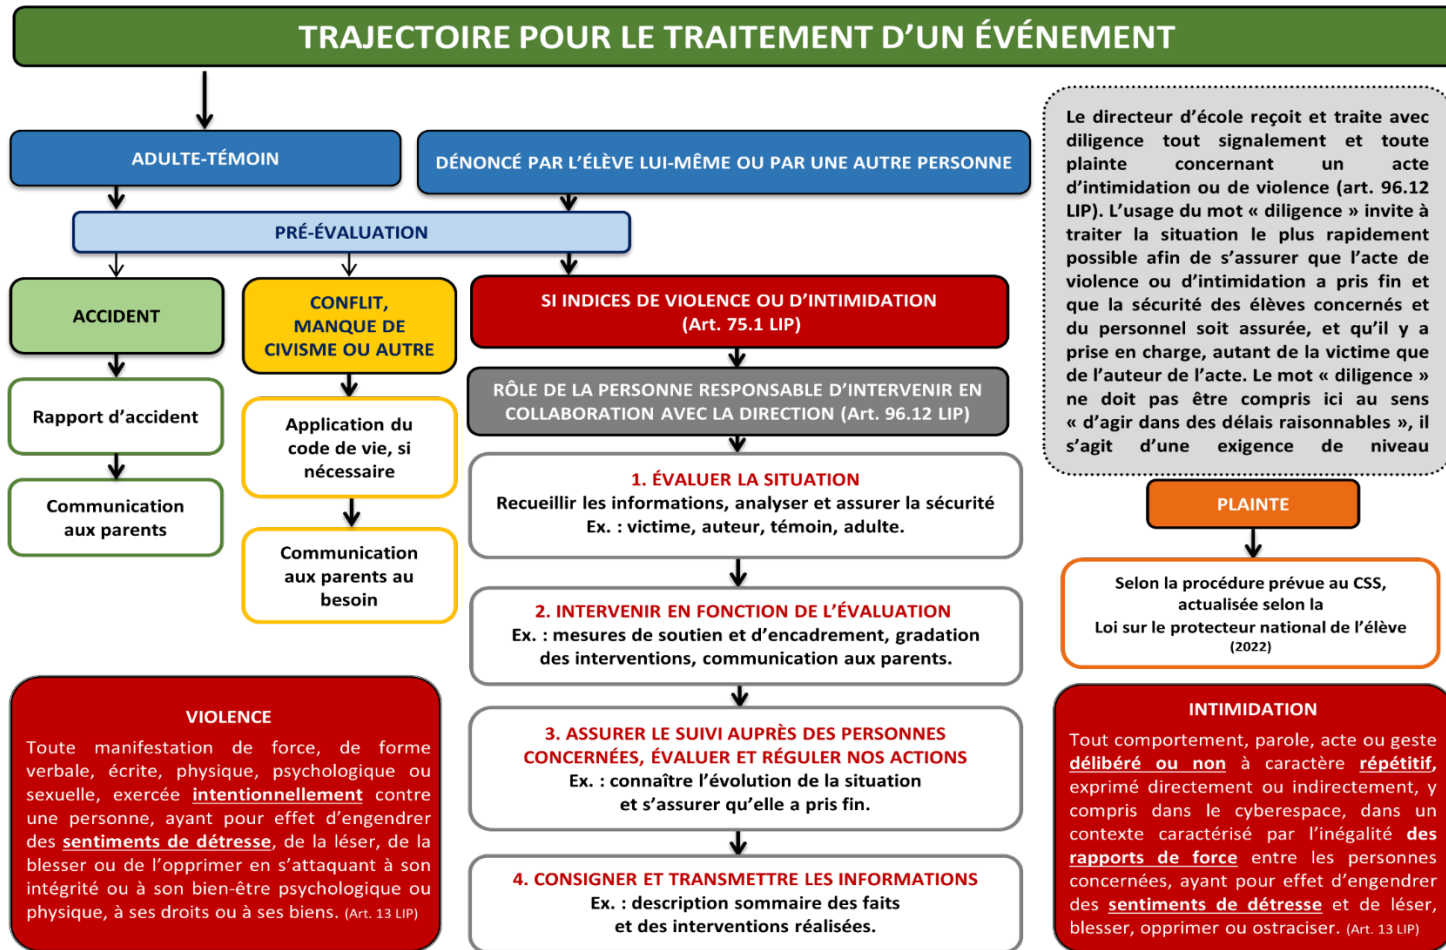 TRAJECTOIRE POUR LE TRAITEMENT D’UN ÉVÉNEMENT
ADULTE-TÉMOIN
DÉNONCÉ PAR L’ÉLÈVE LUI-MÊME OU PAR UNE AUTRE PERSONNE
PRÉ-ÉVALUATION
ACCIDENT
Rapport d’accident
Communication
aux parents
CONFLIT,
MANQUE DE
CIVISME OU AUTRE
Application du
code de vie, si
nécessaire
Communication
aux parents au
besoin
SI INDICES DE VIOLENCE OU D’INTIMIDATION
(Art. 75.1 LIP)
RÔLE DE LA PERSONNE RESPONSABLE D’INTERVENIR EN
COLLABORATION AVEC LA DIRECTION (Art. 96.12 LIP)
1. ÉVALUER LA SITUATION
Recueillir les informations, analyser et assurer la sécurité
Ex. : victime, auteur, témoin, adulte.
2. INTERVENIR EN FONCTION DE L’ÉVALUATION
Ex. : mesures de soutien et d’encadrement, gradation
des interventions, communication aux parents.
3. ASSURER LE SUIVI AUPRÈS DES PERSONNES
CONCERNÉES, ÉVALUER ET RÉGULER NOS ACTIONS
Ex. : connaître l’évolution de la situation
et s’assurer qu’elle a pris fin.
4. CONSIGNER ET TRANSMETTRE LES INFORMATIONS
Ex. : description sommaire des faits
et des interventions réalisées.
Le directeur d’école reçoit et traite avec
diligence tout signalement et toute
plainte concernant un acte
d’intimidation ou de violence (art. 96.12
LIP). L’usage du mot « diligence » invite à
traiter la situation le plus rapidement
possible afin de s’assurer que l’acte de
violence ou d’intimidation a pris fin et
que la sécurité des élèves concernés et
du personnel soit assurée, et qu’il y a
prise en charge, autant de la victime que
de l’auteur de l’acte. Le mot « diligence »
ne doit pas être compris ici au sens
« d’agir dans des délais raisonnables », il
s’agit d’une exigence de niveau
PLAINTE
Selon la procédure prévue au CSS,
actualisée selon la
Loi sur le protecteur national de l’élève
(2022)
VIOLENCE
Toute manifestation de force, de forme
verbale, écrite, physique, psychologique ou
sexuelle, exercée intentionnellement contre
une personne, ayant pour effet d’engendrer
des sentiments de détresse, de la léser, de la
blesser ou de l’opprimer en s’attaquant à son
intégrité ou à son bien-être psychologique ou
physique, à ses droits ou à ses biens. (Art. 13 LIP)
INTIMIDATION
Tout comportement, parole, acte ou geste
délibéré ou non à caractère répétitif,
exprimé directement ou indirectement, y
compris dans le cyberespace, dans un
contexte caractérisé par l’inégalité des
rapports de force entre les personnes
concernées, ayant pour effet d’engendrer
des sentiments de détresse et de léser,
blesser, opprimer ou ostraciser. (Art. 13 LIP)